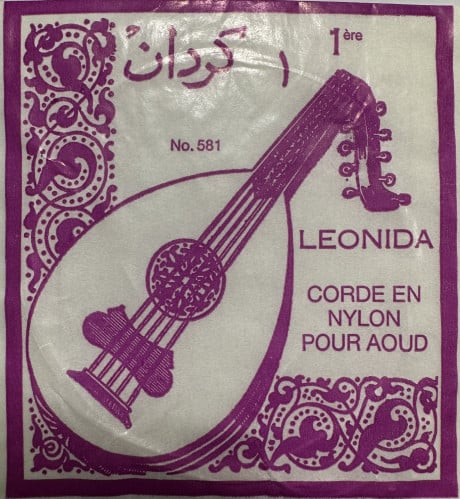 "كردان" ١
1ère
No. 581
LEONIDA
CORDE EN
NYLON
POUR AOUD